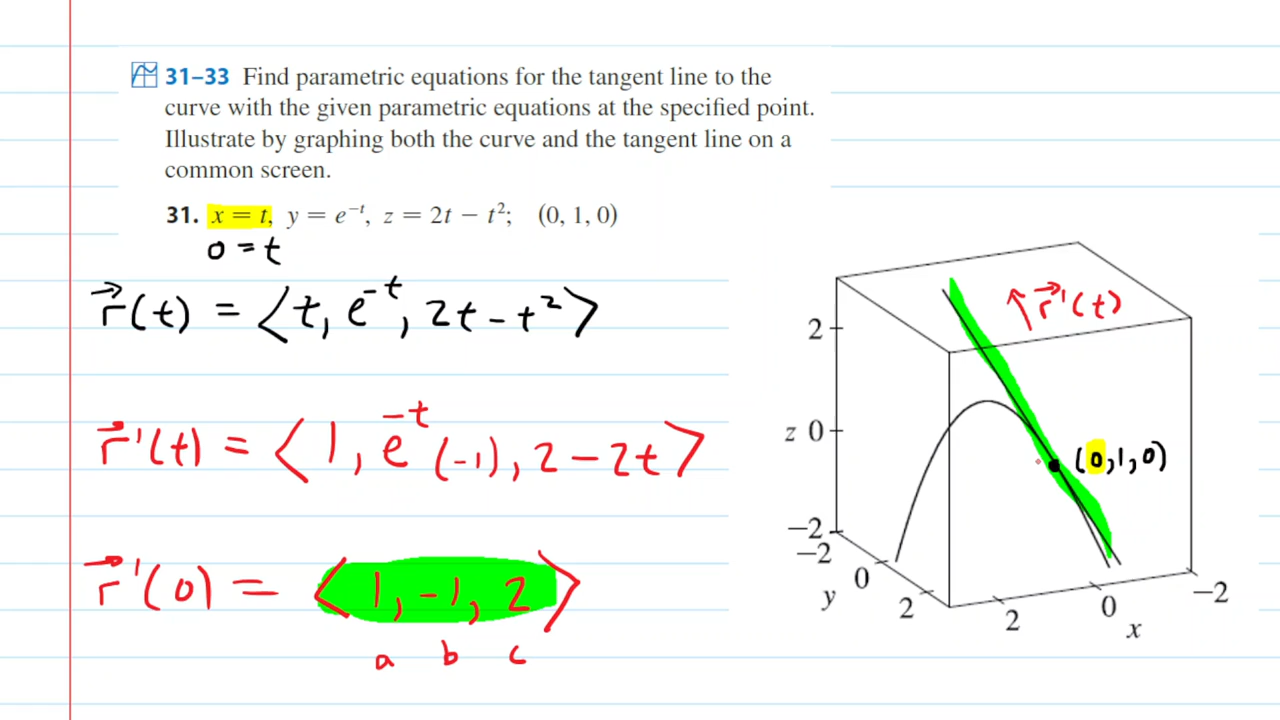 31–33 Find parametric equations for the tangent line to the
curve with the given parametric equations at the specified point.
Illustrate by graphing both the curve and the tangent line on a
common screen.
31. x = t, y = e⁻ᵗ, z = 2t − t²; (0, 1, 0)
0 = t
r⃗(t) = ⟨t, e⁻ᵗ, 2t − t²⟩
r⃗'(t) = ⟨1, e⁻ᵗ(-1), 2 − 2t⟩
r⃗'(0) = ⟨1, -1, 2⟩
a b c
r⃗'(t)
2
z 0
(0,1,0)
−2
−2
0
y
2
2
0
x
−2